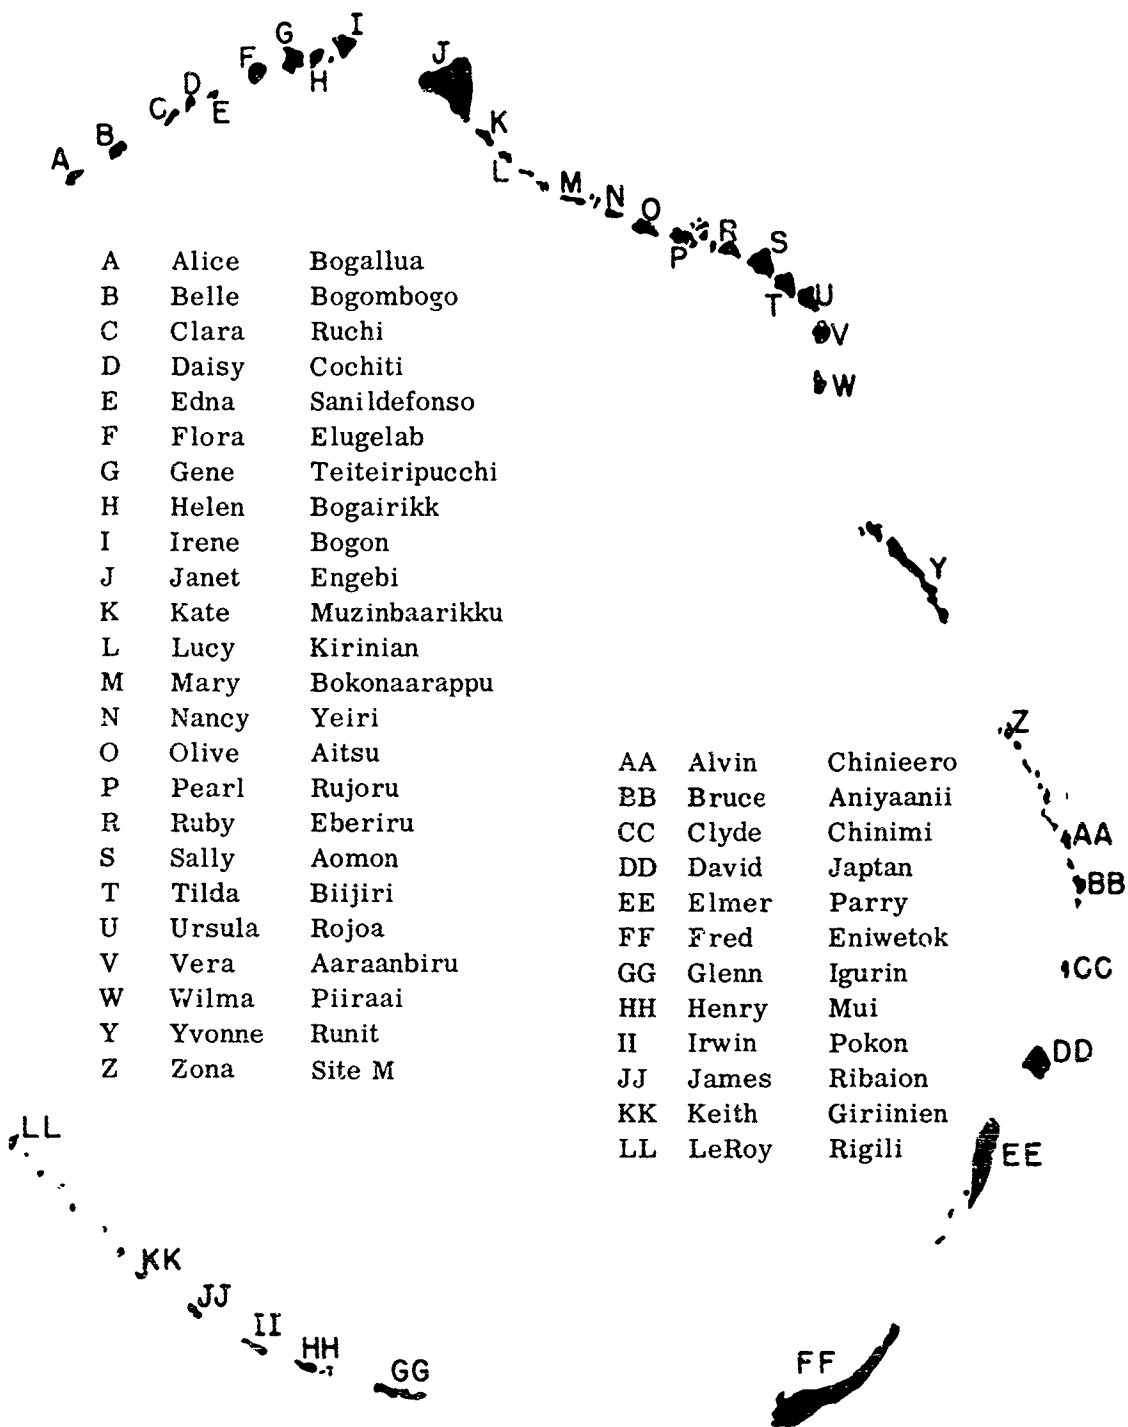 A
B
C
D
E
F
G
H
I
J
K
L
M
N
O
P
R
S
T
U
V
W
Y
Z
AA
BB
CC
DD
EE
FF
GG
HH
II
JJ
KK
LL
A Alice Bogallua
B Belle Bogombogo
C Clara Ruchi
D Daisy Cochiti
E Edna Sanildefonso
F Flora Elugelab
G Gene Teiteiripucchi
H Helen Bogairikk
I Irene Bogon
J Janet Engebi
K Kate Muzinbaarikku
L Lucy Kirinian
M Mary Bokonaarappu
N Nancy Yeiri
O Olive Aitsu
P Pearl Rujoru
R Ruby Eberiru
S Sally Aomon
T Tilda Biijiri
U Ursula Rojoa
V Vera Aaraanbiru
W Wilma Piiraai
Y Yvonne Runit
Z Zona Site M
AA Alvin Chinieero
BB Bruce Aniyaanii
CC Clyde Chinimi
DD David Japtan
EE Elmer Parry
FF Fred Eniwetok
GG Glenn Igurin
HH Henry Mui
II Irwin Pokon
JJ James Ribaion
KK Keith Giriinien
LL LeRoy Rigili